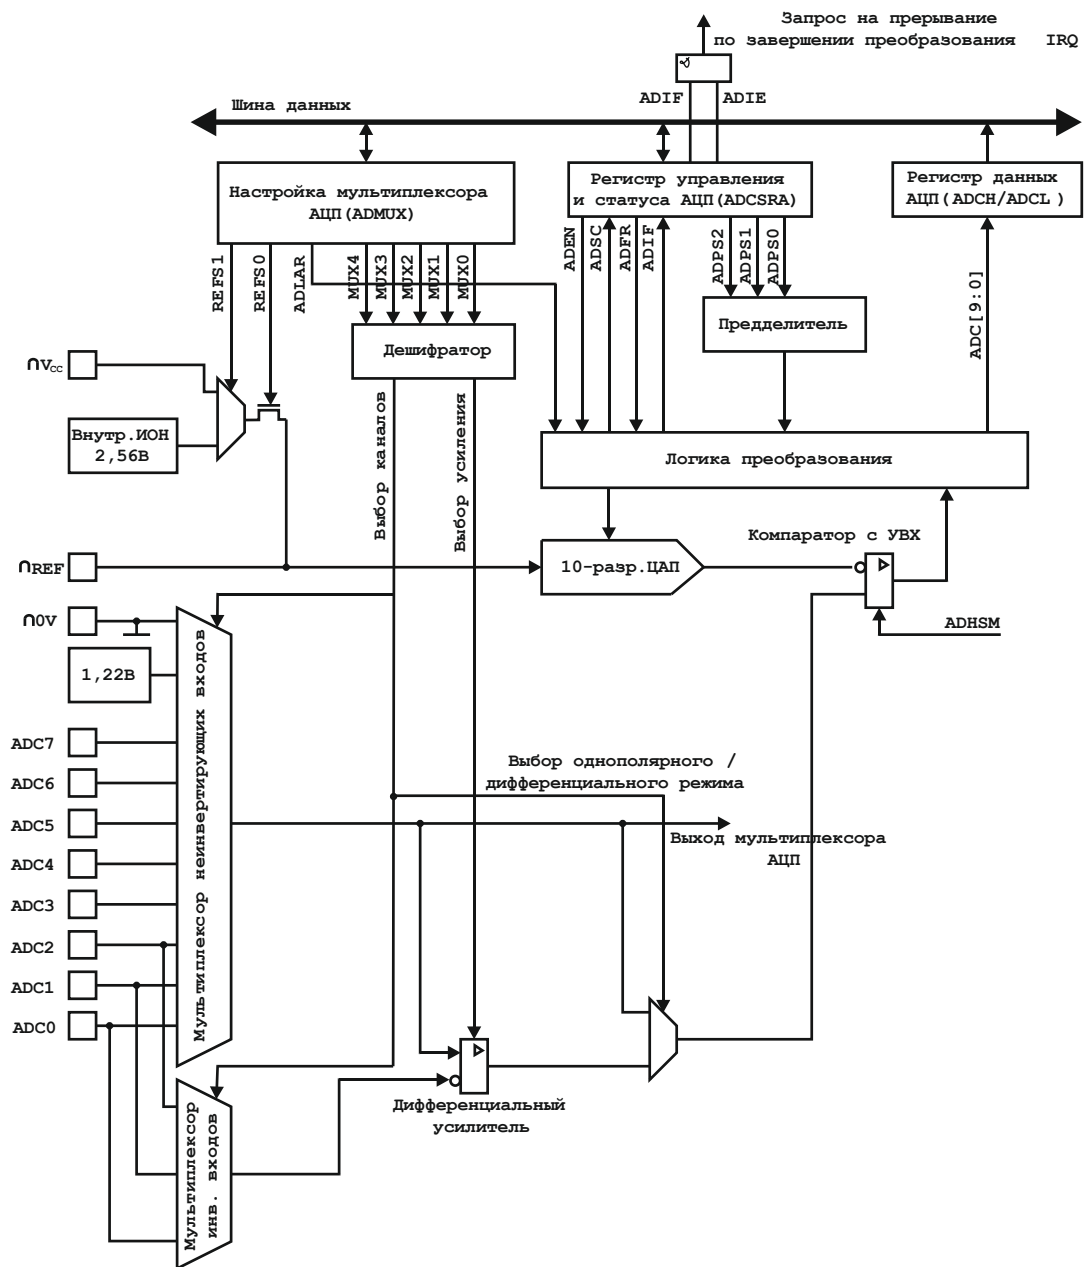 Запрос на прерывание
по завершении преобразования IRQ
ADIF ADIE
Шина данных
Настройка мультиплексора
АЦП(ADMUX)
Регистр управления
и статуса АЦП(ADCSRA)
Регистр данных
АЦП(ADCH/ADCL )
REFS1
REFS0
ADLAR
MUX4
MUX3
MUX2
MUX1
MUX0
ADEN
ADSC
ADFR
ADIF
ADPS2
ADPS1
ADPS0
ADC[9:0]
Предделитель
Дешифратор
∩Vcc
Внутр.ИОН
2,56В
Выбор каналов
Выбор усиления
Логика преобразования
Компаратор с УВХ
∩REF
10-разр.ЦАП
∩0V
ADHSM
1,22В
Мультиплексор неинвертирующих входов
ADC7
ADC6
ADC5
ADC4
ADC3
ADC2
ADC1
ADC0
Выбор однополярного /
дифференциального режима
Выход мультиплексора
АЦП
Дифференциальный
усилитель
Мультиплексор
инв. входов